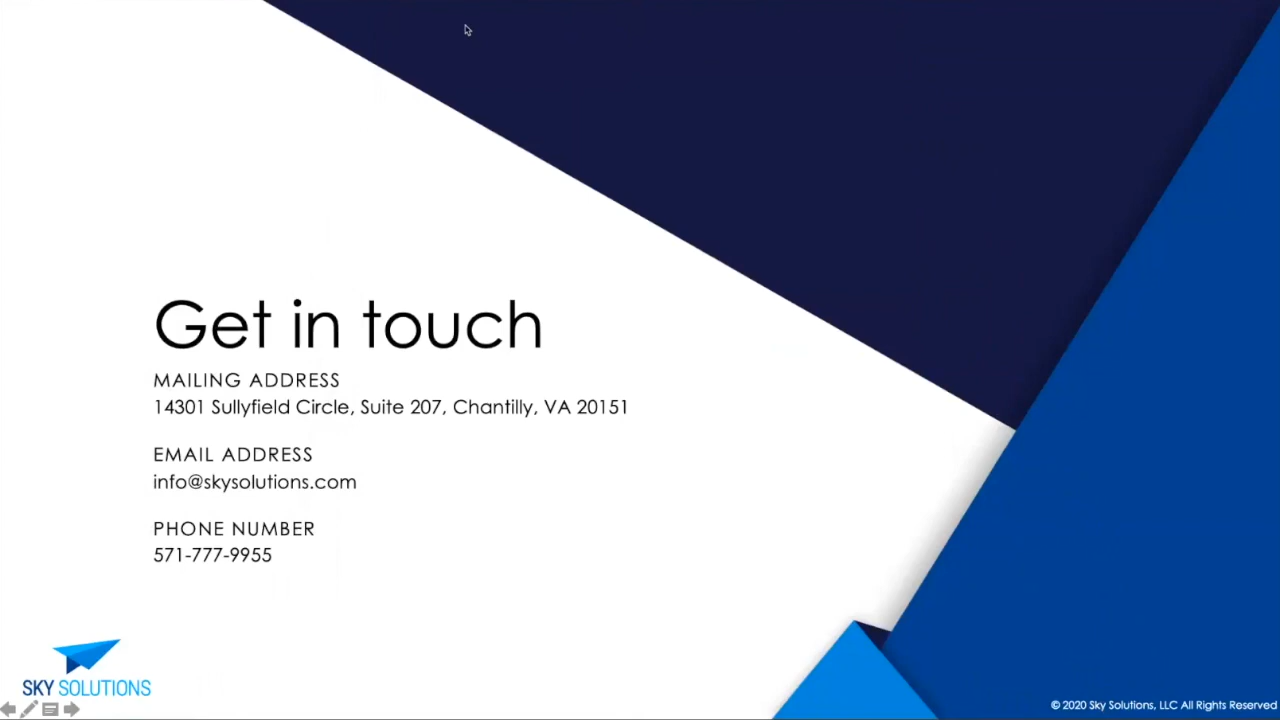 Get in touch
MAILING ADDRESS
14301 Sullyfield Circle, Suite 207, Chantilly, VA 20151
EMAIL ADDRESS
info@skysolutions.com
PHONE NUMBER
571-777-9955
SKY SOLUTIONS
© 2020 Sky Solutions, LLC All Rights Reserved